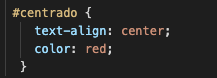 #centrado {
  text-align: center;
  color: red;
}